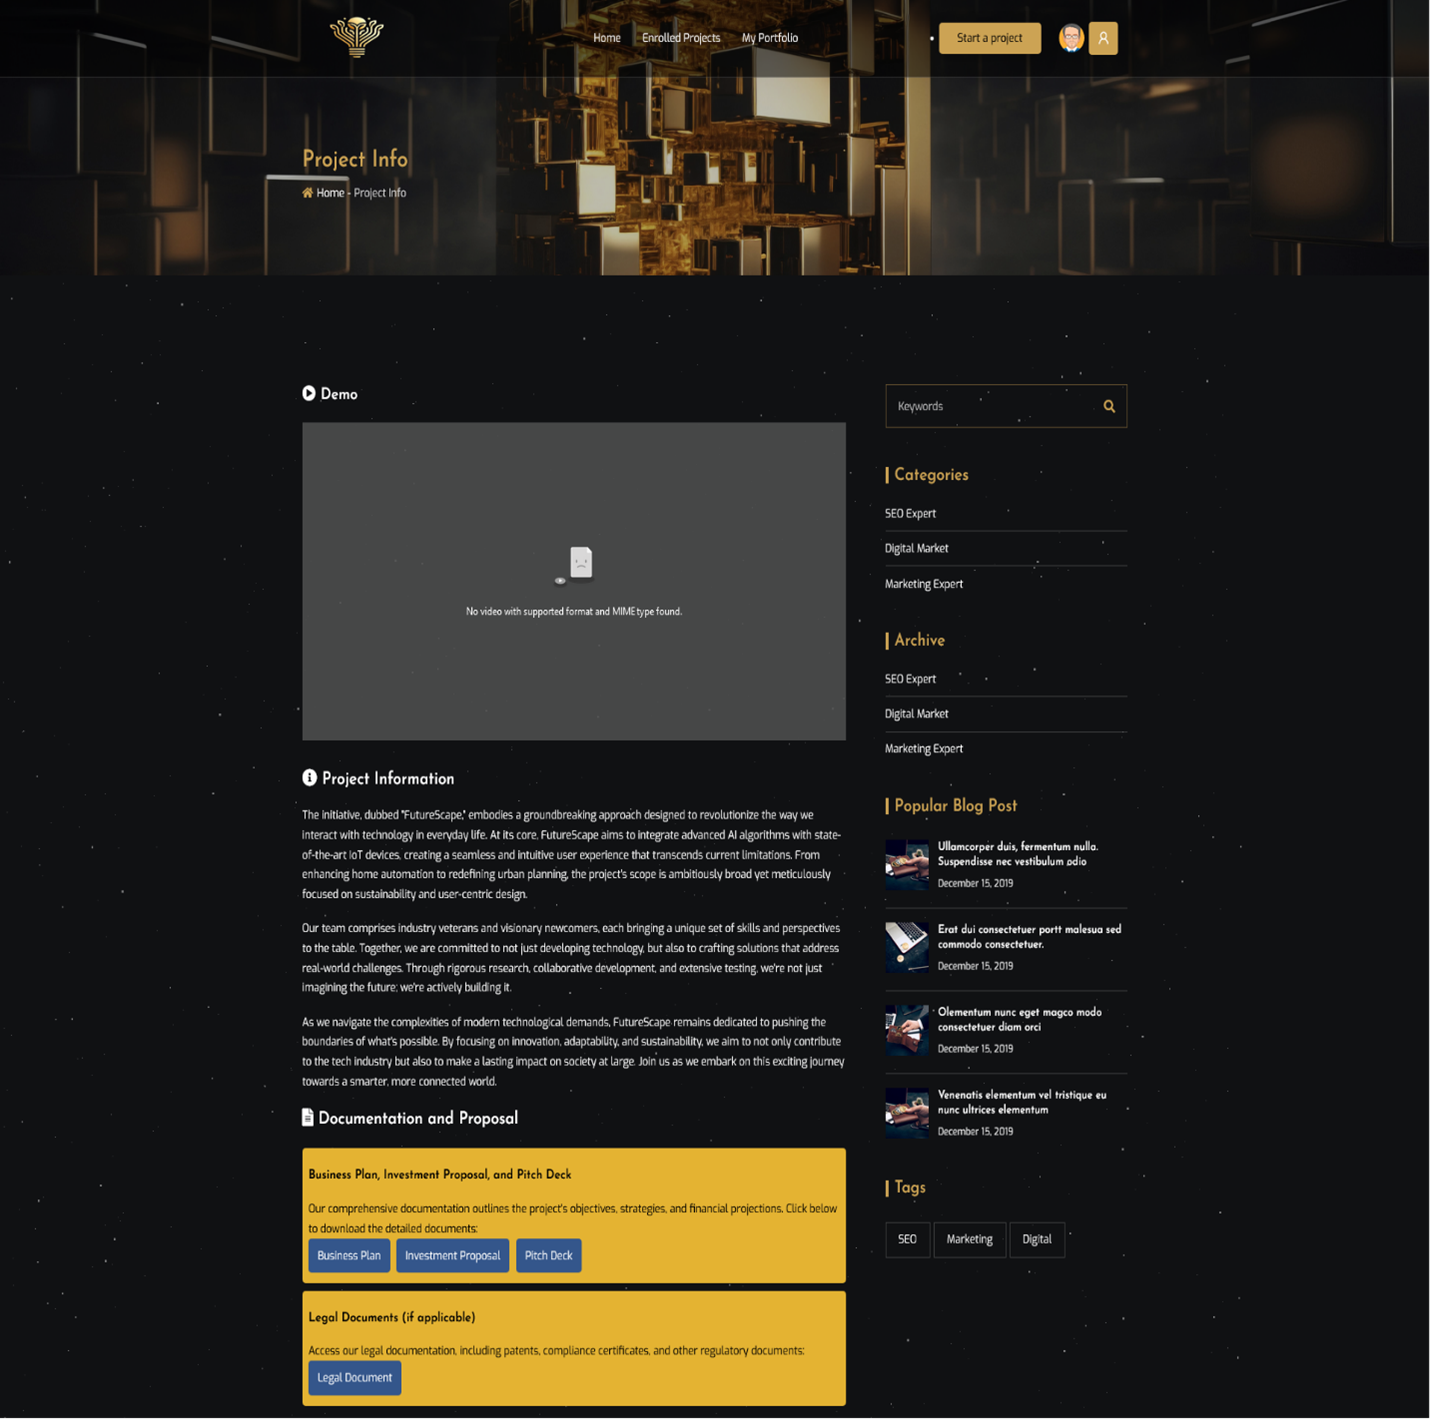 Home Enrolled Projects My Portfolio Start a project
Project Info
Home - Project Info
Demo
No video with supported format and MIME type found.
Project Information
The initiative, dubbed "FutureScape," embodies a groundbreaking approach designed to revolutionize the way we
interact with technology in everyday life. At its core, FutureScape aims to integrate advanced AI algorithms with state-
of-the-art IoT devices, creating a seamless and intuitive user experience that transcends current limitations. From
enhancing home automation to redefining urban planning, the project's scope is ambitiously broad yet meticulously
focused on sustainability and user-centric design.
Our team comprises industry veterans and visionary newcomers, each bringing a unique set of skills and perspectives
to the table. Together, we are committed to not just developing technology, but also to crafting solutions that address
real-world challenges. Through rigorous research, collaborative development, and extensive testing, we're not just
imagining the future; we're actively building it.
As we navigate the complexities of modern technological demands, FutureScape remains dedicated to pushing the
boundaries of what's possible. By focusing on innovation, adaptability, and sustainability, we aim to not only contribute
to the tech industry but also to make a lasting impact on society at large. Join us as we embark on this exciting journey
towards a smarter, more connected world.
Documentation and Proposal
Business Plan, Investment Proposal, and Pitch Deck
Our comprehensive documentation outlines the project's objectives, strategies, and financial projections. Click below
to download the detailed documents:
Business Plan Investment Proposal Pitch Deck
Legal Documents (if applicable)
Access our legal documentation, including patents, compliance certificates, and other regulatory documents:
Legal Document
Keywords
Categories
SEO Expert
Digital Market
Marketing Expert
Archive
SEO Expert
Digital Market
Marketing Expert
Popular Blog Post
Ullamcorper duis, fermentum nulla.
Suspendisse nec vestibulum odio
December 15, 2019
Erat dui consectetuer portt malesua sed
commodo consectetuer.
December 15, 2019
Olementum nunc eget magco modo
consectetuer diam orci
December 15, 2019
Venenatis elementum vel tristique eu
nunc ultrices elementum
December 15, 2019
Tags
SEO Marketing Digital